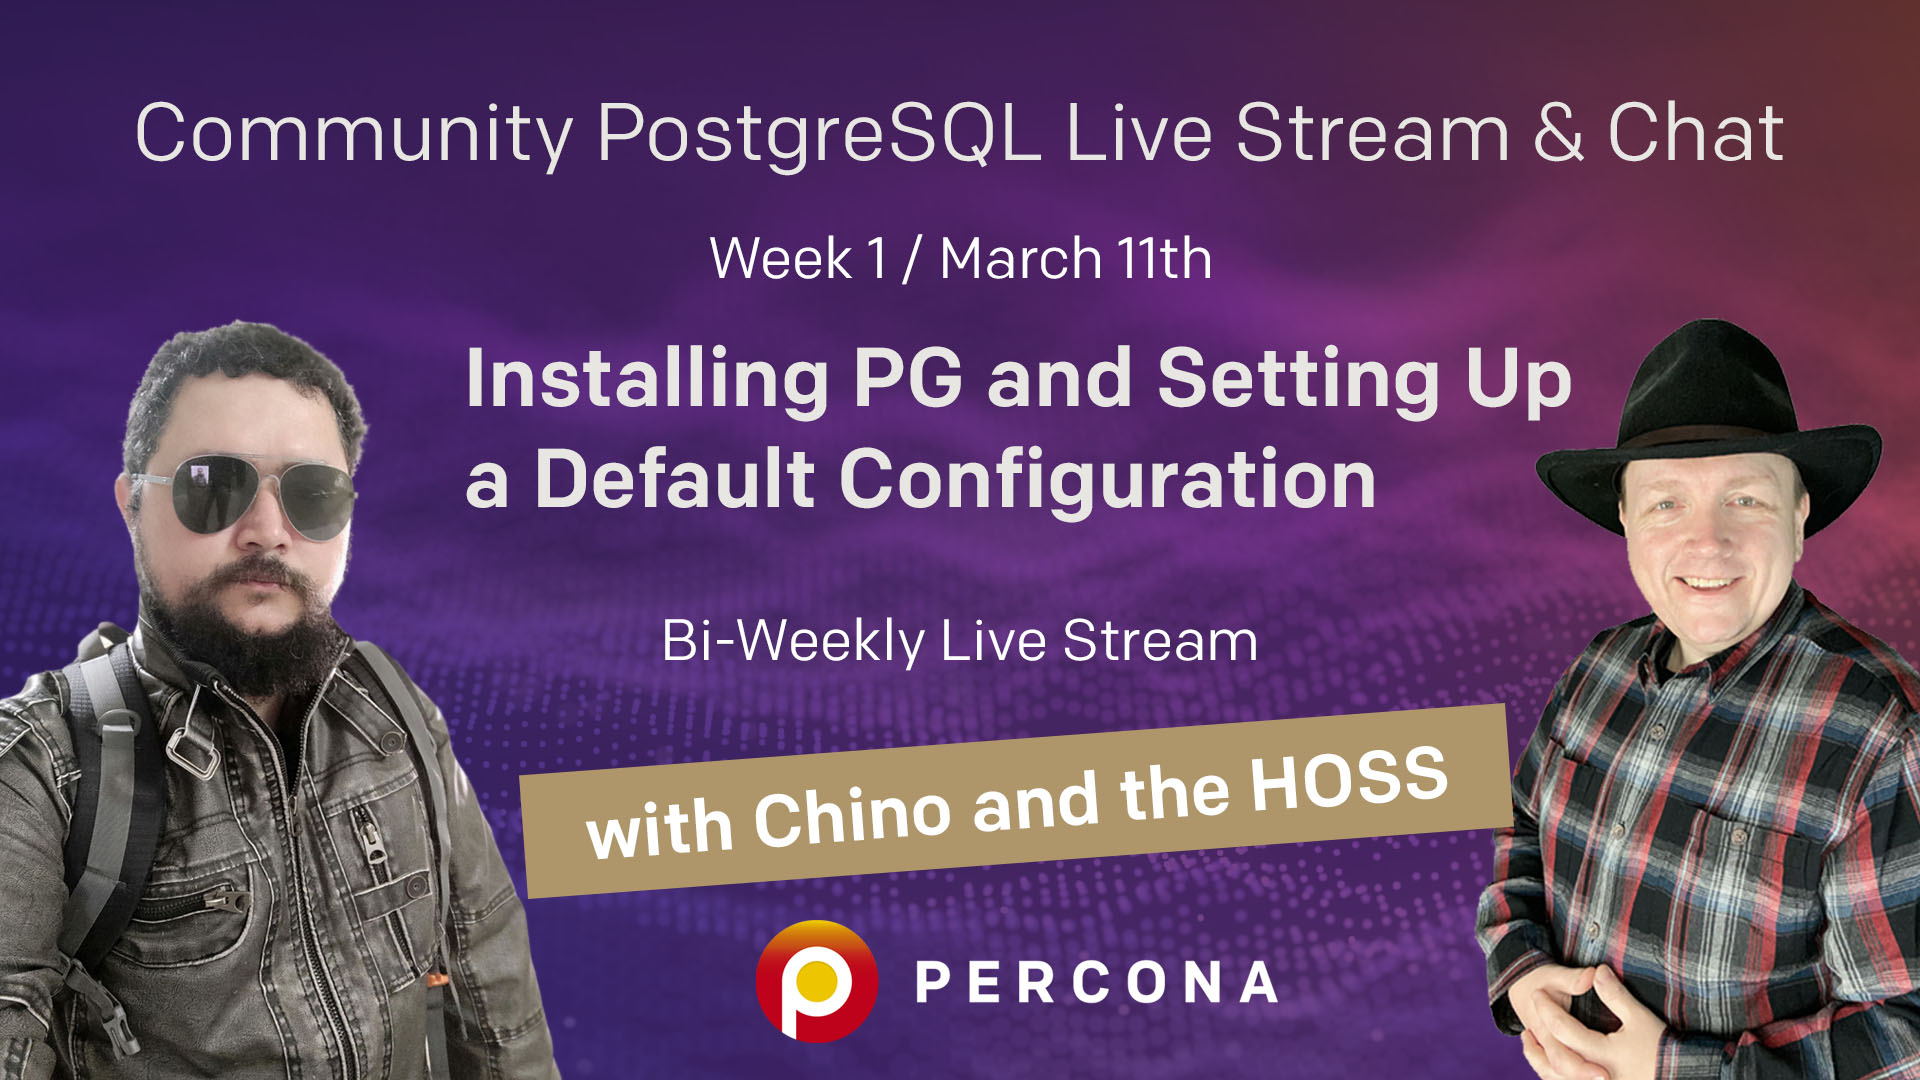 Community PostgreSQL Live Stream & Chat
Week 1 / March 11th
Installing PG and Setting Up
a Default Configuration
Bi-Weekly Live Stream
with Chino and the HOSS
PERCONA